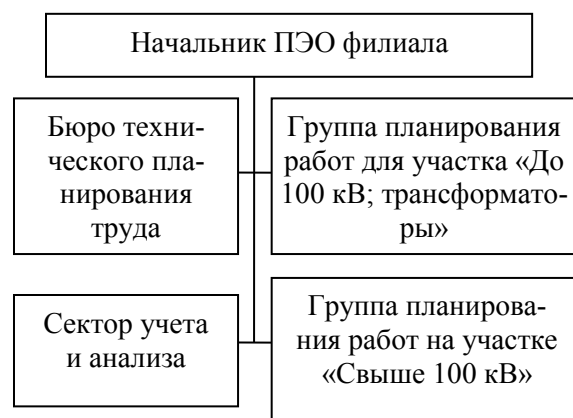 Начальник ПЭО филиала
Бюро техни-
ческого пла-
нирования
труда
Группа планирования
работ для участка «До
100 кВ; трансформато-
ры»
Сектор учета
и анализа
Группа планирова-
ния работ на участке
«Свыше 100 кВ»